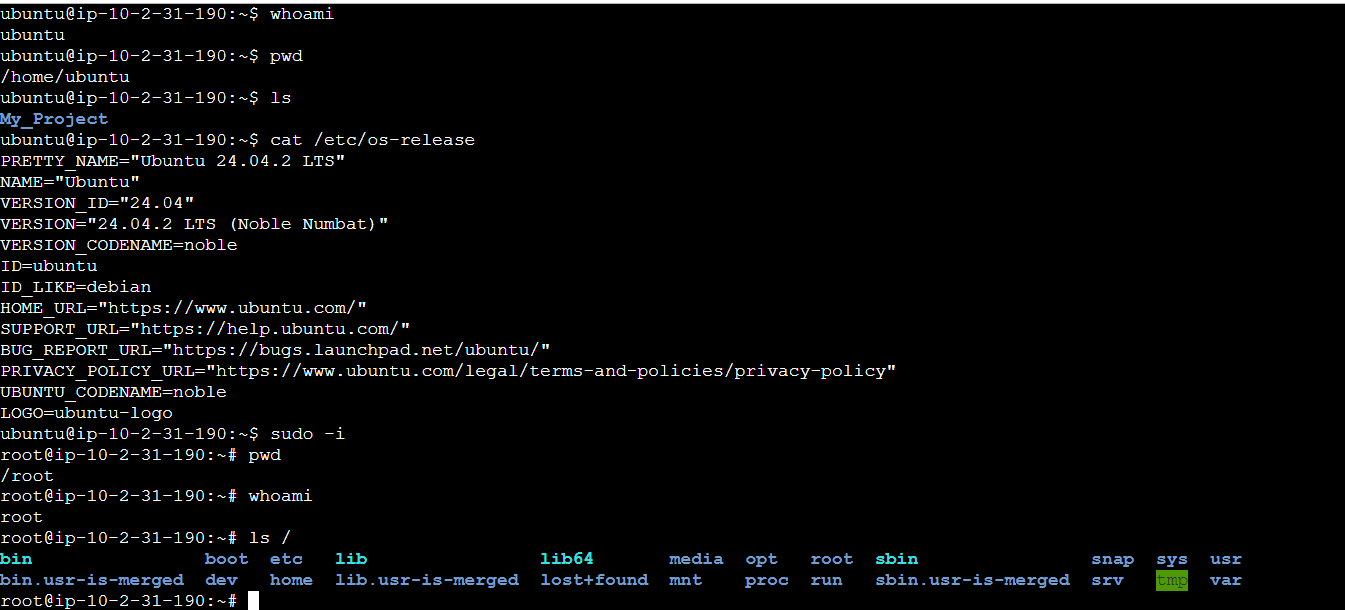 ubuntu@ip-10-2-31-190:~$ whoami
ubuntu
ubuntu@ip-10-2-31-190:~$ pwd
/home/ubuntu
ubuntu@ip-10-2-31-190:~$ ls
My_Project
ubuntu@ip-10-2-31-190:~$ cat /etc/os-release
PRETTY_NAME="Ubuntu 24.04.2 LTS"
NAME="Ubuntu"
VERSION_ID="24.04"
VERSION="24.04.2 LTS (Noble Numbat)"
VERSION_CODENAME=noble
ID=ubuntu
ID_LIKE=debian
HOME_URL="https://www.ubuntu.com/"
SUPPORT_URL="https://help.ubuntu.com/"
BUG_REPORT_URL="https://bugs.launchpad.net/ubuntu/"
PRIVACY_POLICY_URL="https://www.ubuntu.com/legal/terms-and-policies/privacy-policy"
UBUNTU_CODENAME=noble
LOGO=ubuntu-logo
ubuntu@ip-10-2-31-190:~$ sudo -i
root@ip-10-2-31-190:~# pwd
/root
root@ip-10-2-31-190:~# whoami
root
root@ip-10-2-31-190:~# ls /
bin                boot  etc   lib                lib64       media  opt   root  sbin                snap  sys  usr
bin.usr-is-merged  dev   home  lib.usr-is-merged  lost+found  mnt    proc  run   sbin.usr-is-merged  srv   tmp  var
root@ip-10-2-31-190:~#